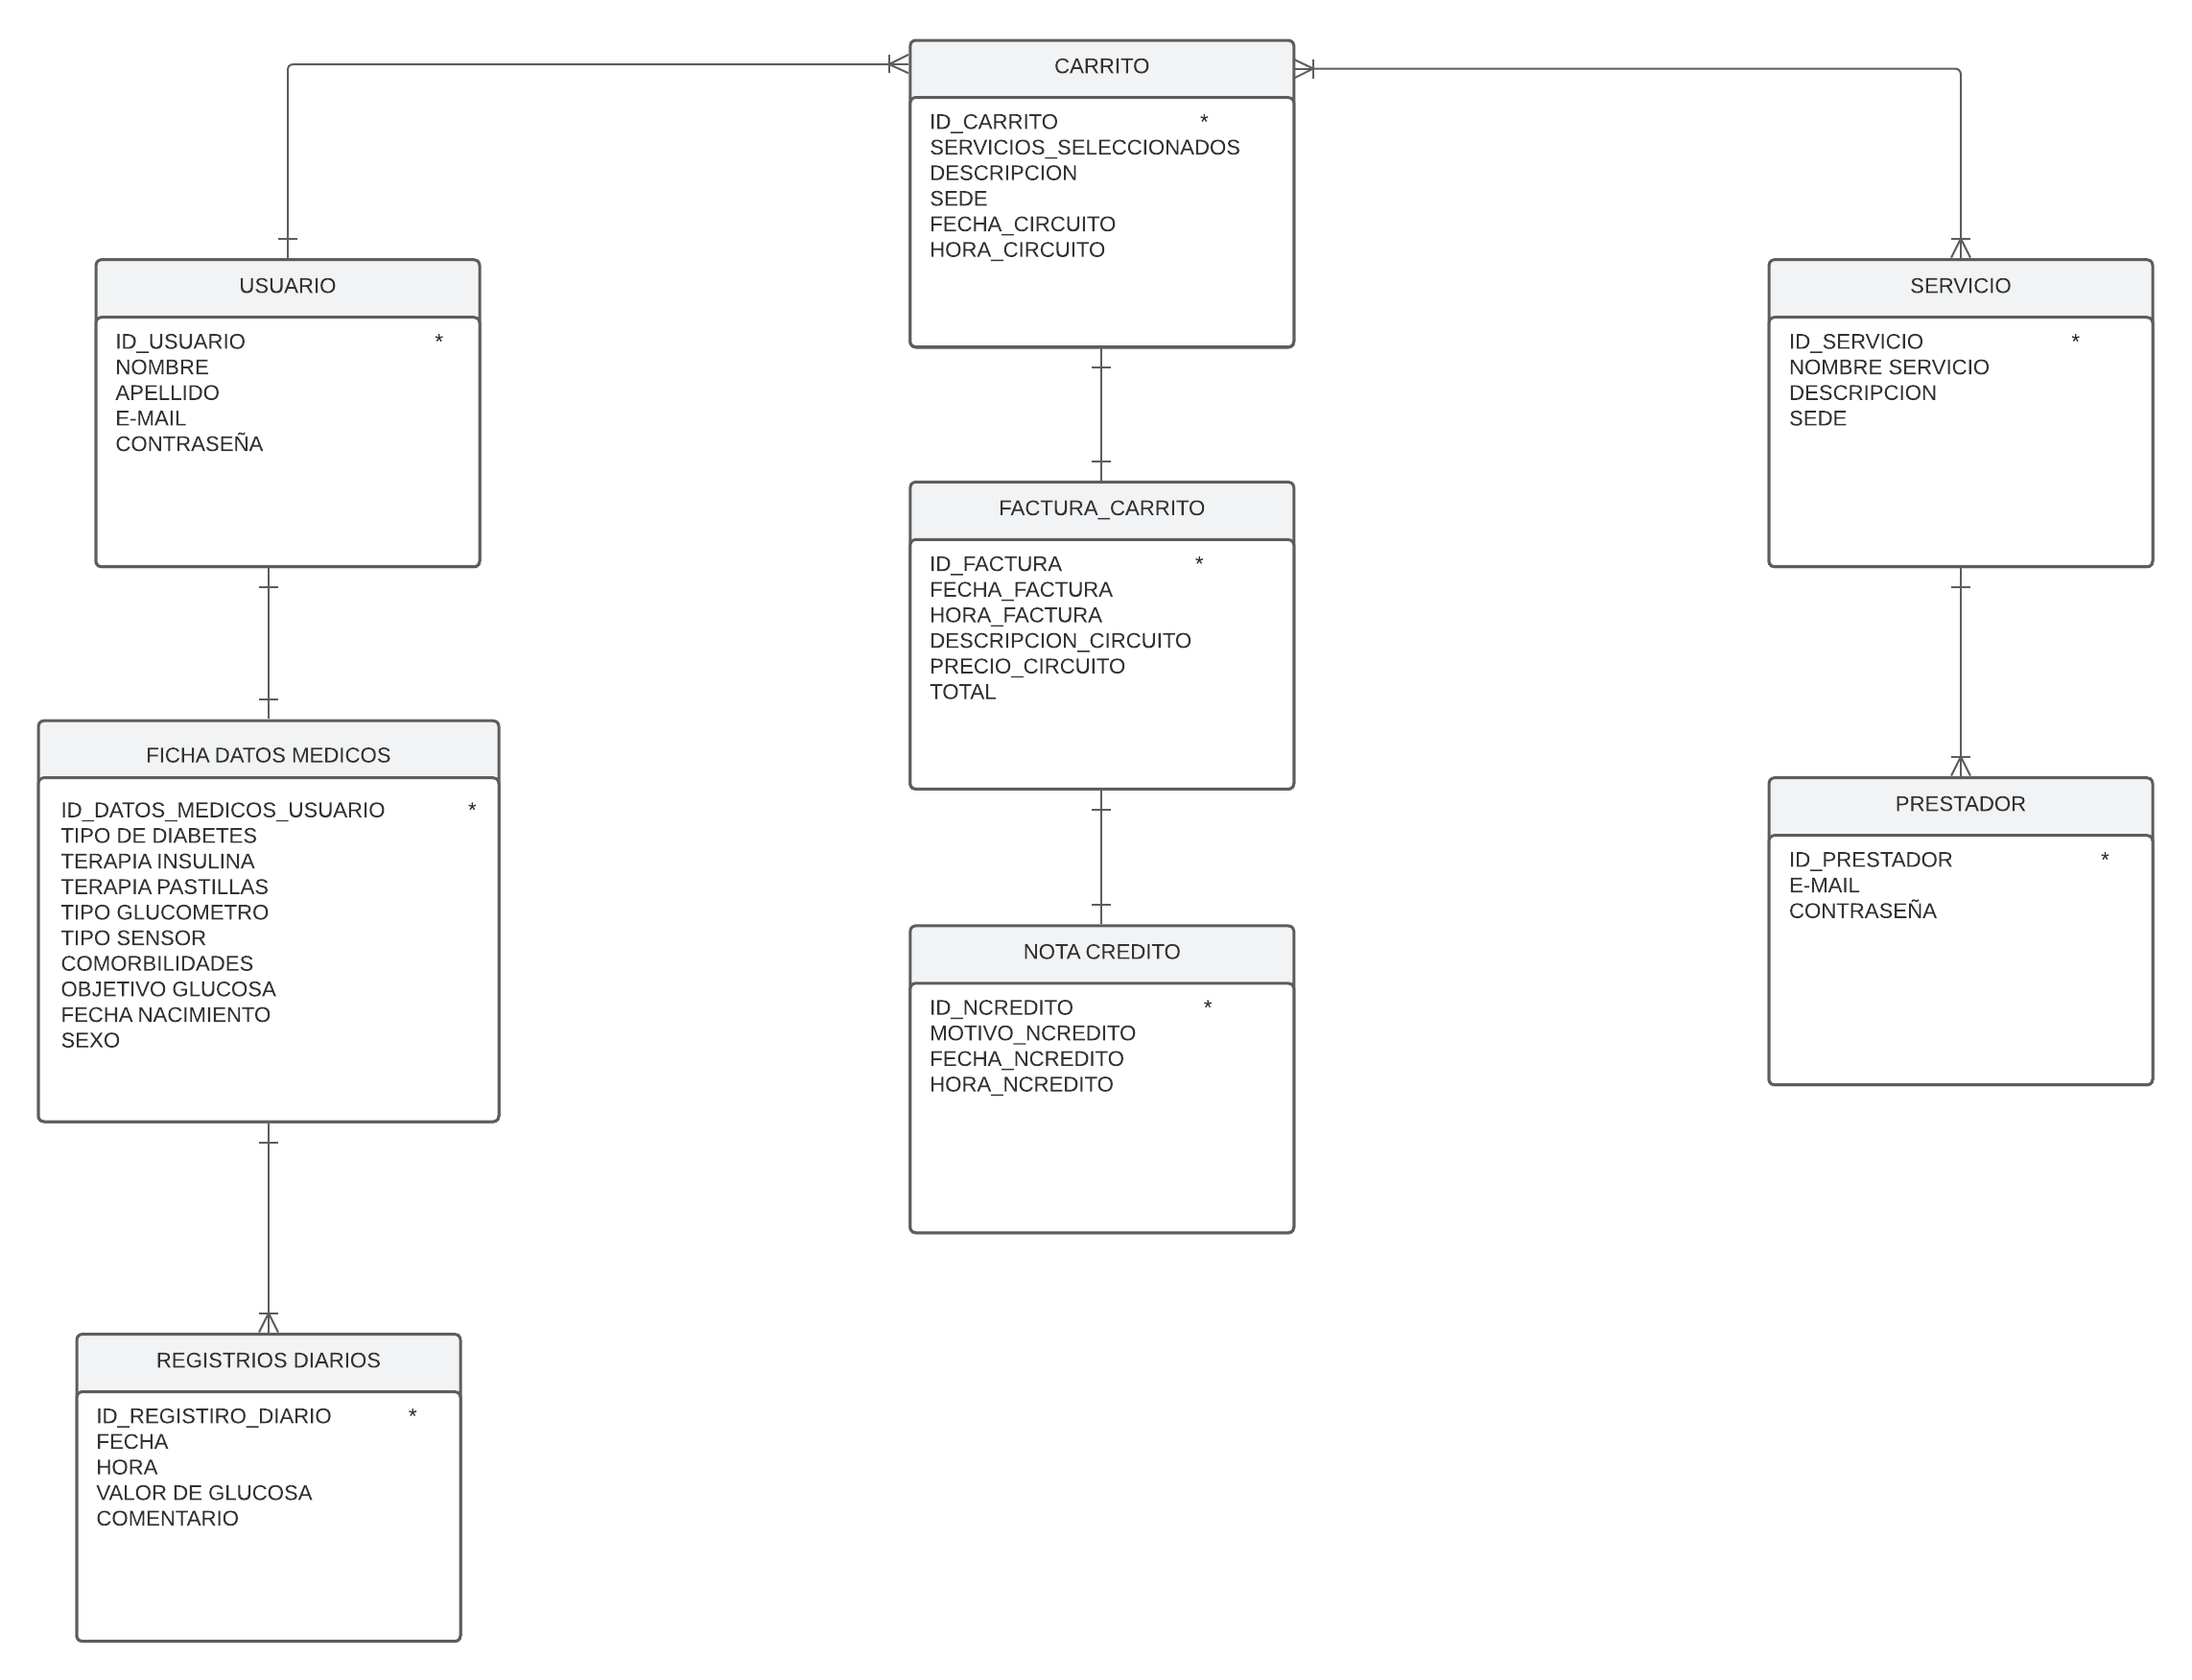 CARRITO
ID_CARRITO *
SERVICIOS_SELECCIONADOS
DESCRIPCION
SEDE
FECHA_CIRCUITO
HORA_CIRCUITO
USUARIO
ID_USUARIO *
NOMBRE
APELLIDO
E-MAIL
CONTRASEÑA
SERVICIO
ID_SERVICIO *
NOMBRE SERVICIO
DESCRIPCION
SEDE
FACTURA_CARRITO
ID_FACTURA *
FECHA_FACTURA
HORA_FACTURA
DESCRIPCION_CIRCUITO
PRECIO_CIRCUITO
TOTAL
FICHA DATOS MEDICOS
ID_DATOS_MEDICOS_USUARIO *
TIPO DE DIABETES
TERAPIA INSULINA
TERAPIA PASTILLAS
TIPO GLUCOMETRO
TIPO SENSOR
COMORBILIDADES
OBJETIVO GLUCOSA
FECHA NACIMIENTO
SEXO
PRESTADOR
ID_PRESTADOR *
E-MAIL
CONTRASEÑA
NOTA CREDITO
ID_NCREDITO *
MOTIVO_NCREDITO
FECHA_NCREDITO
HORA_NCREDITO
REGISTRIOS DIARIOS
ID_REGISTIRO_DIARIO *
FECHA
HORA
VALOR DE GLUCOSA
COMENTARIO